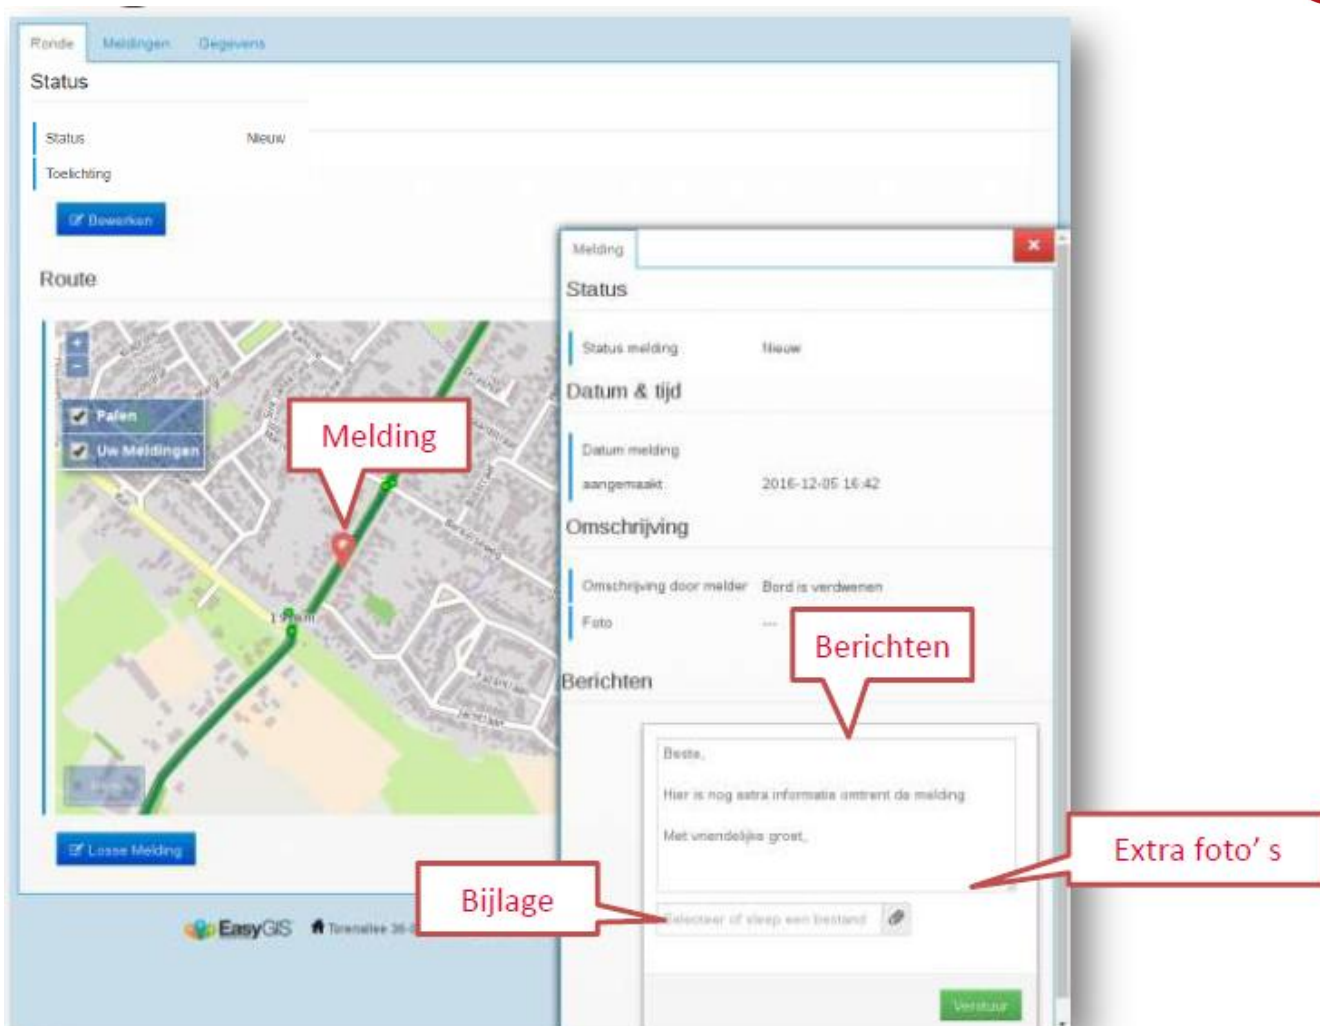 Ronde Meldingen Gegevens
Status
Status Nieuw
Toelichting
Bewerken
Route
+
-
Palen
Uw Meldingen
Melding
Losse Melding
EasyGIS Torenallee
Melding
Status
Status melding Nieuw
Datum & tijd
Datum melding
aangemaakt 2016-12-05 16:42
Omschrijving
Omschrijving door melder Bord is verdwenen
Foto ---
Berichten
Berichten
Beste,
Hier is nog extra informatie omtrent de melding
Met vriendelijke groet,
Extra foto' s
Bijlage
Selecteer of sleep een bestand
Verstuur